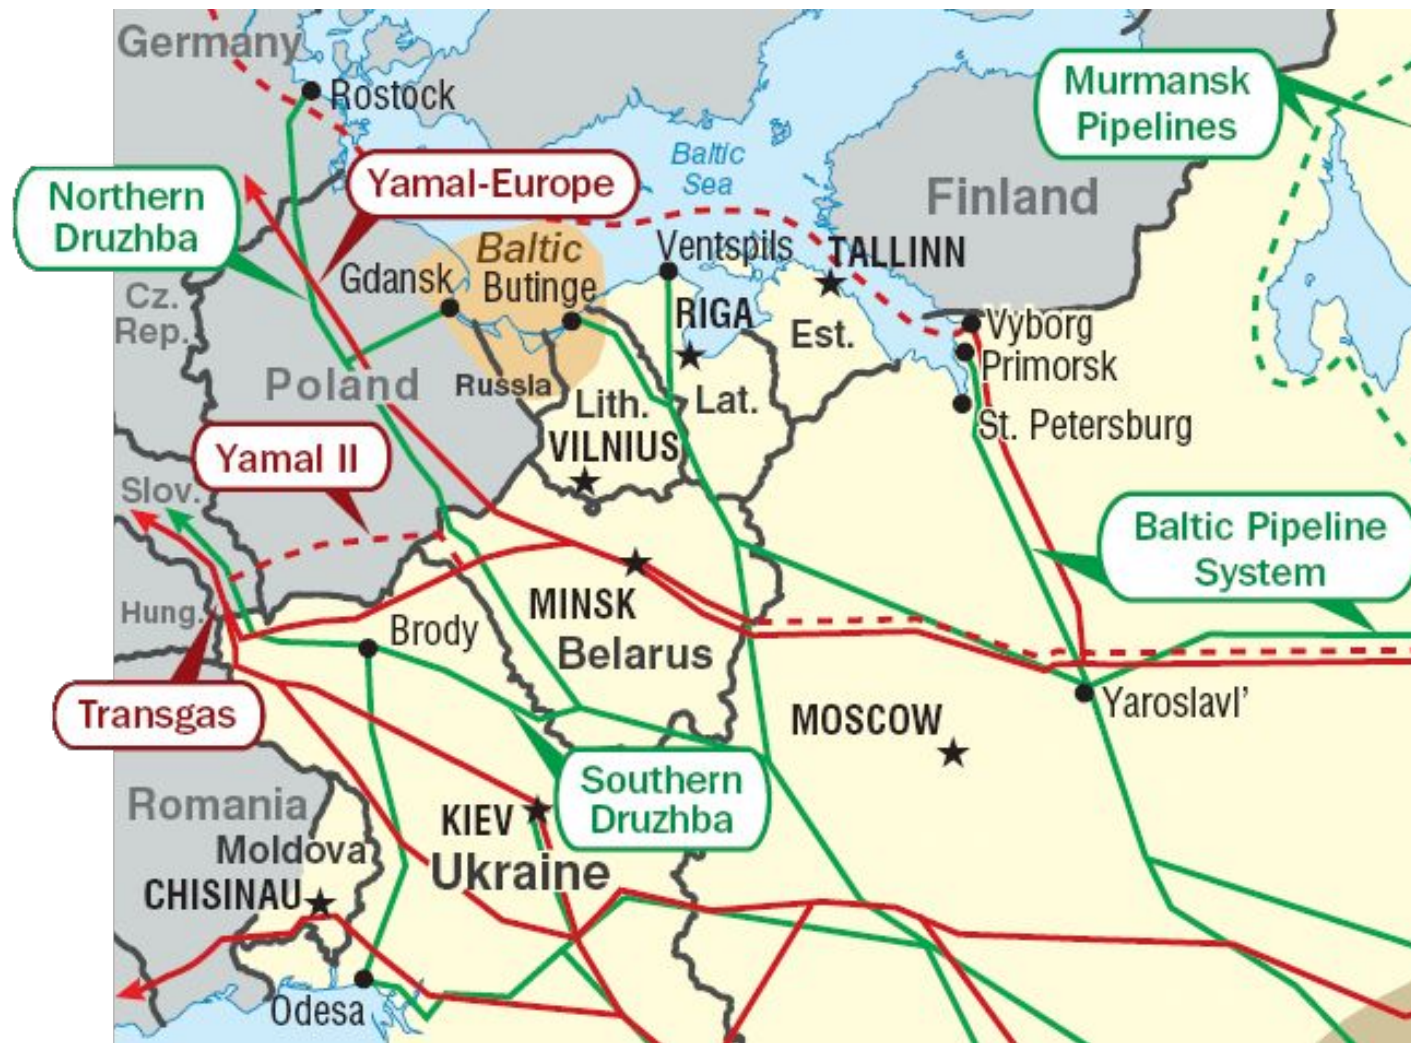 Germany
Rostock
Murmansk
Pipelines
Baltic
Sea
Yamal-Europe
Finland
Northern
Druzhba
Baltic
Ventspils
TALLINN
Gdansk
Butinge
Cz.
Rep.
RIGA
Est.
Vyborg
Primorsk
Poland
Russia
Lith.
Lat.
St. Petersburg
VILNIUS
Yamal II
Slov.
Baltic Pipeline
System
Hung.
MINSK
Brody
Belarus
Transgas
Yaroslavl’
MOSCOW
Southern
Druzhba
Romania
KIEV
Moldova
Ukraine
CHISINAU
Odesa